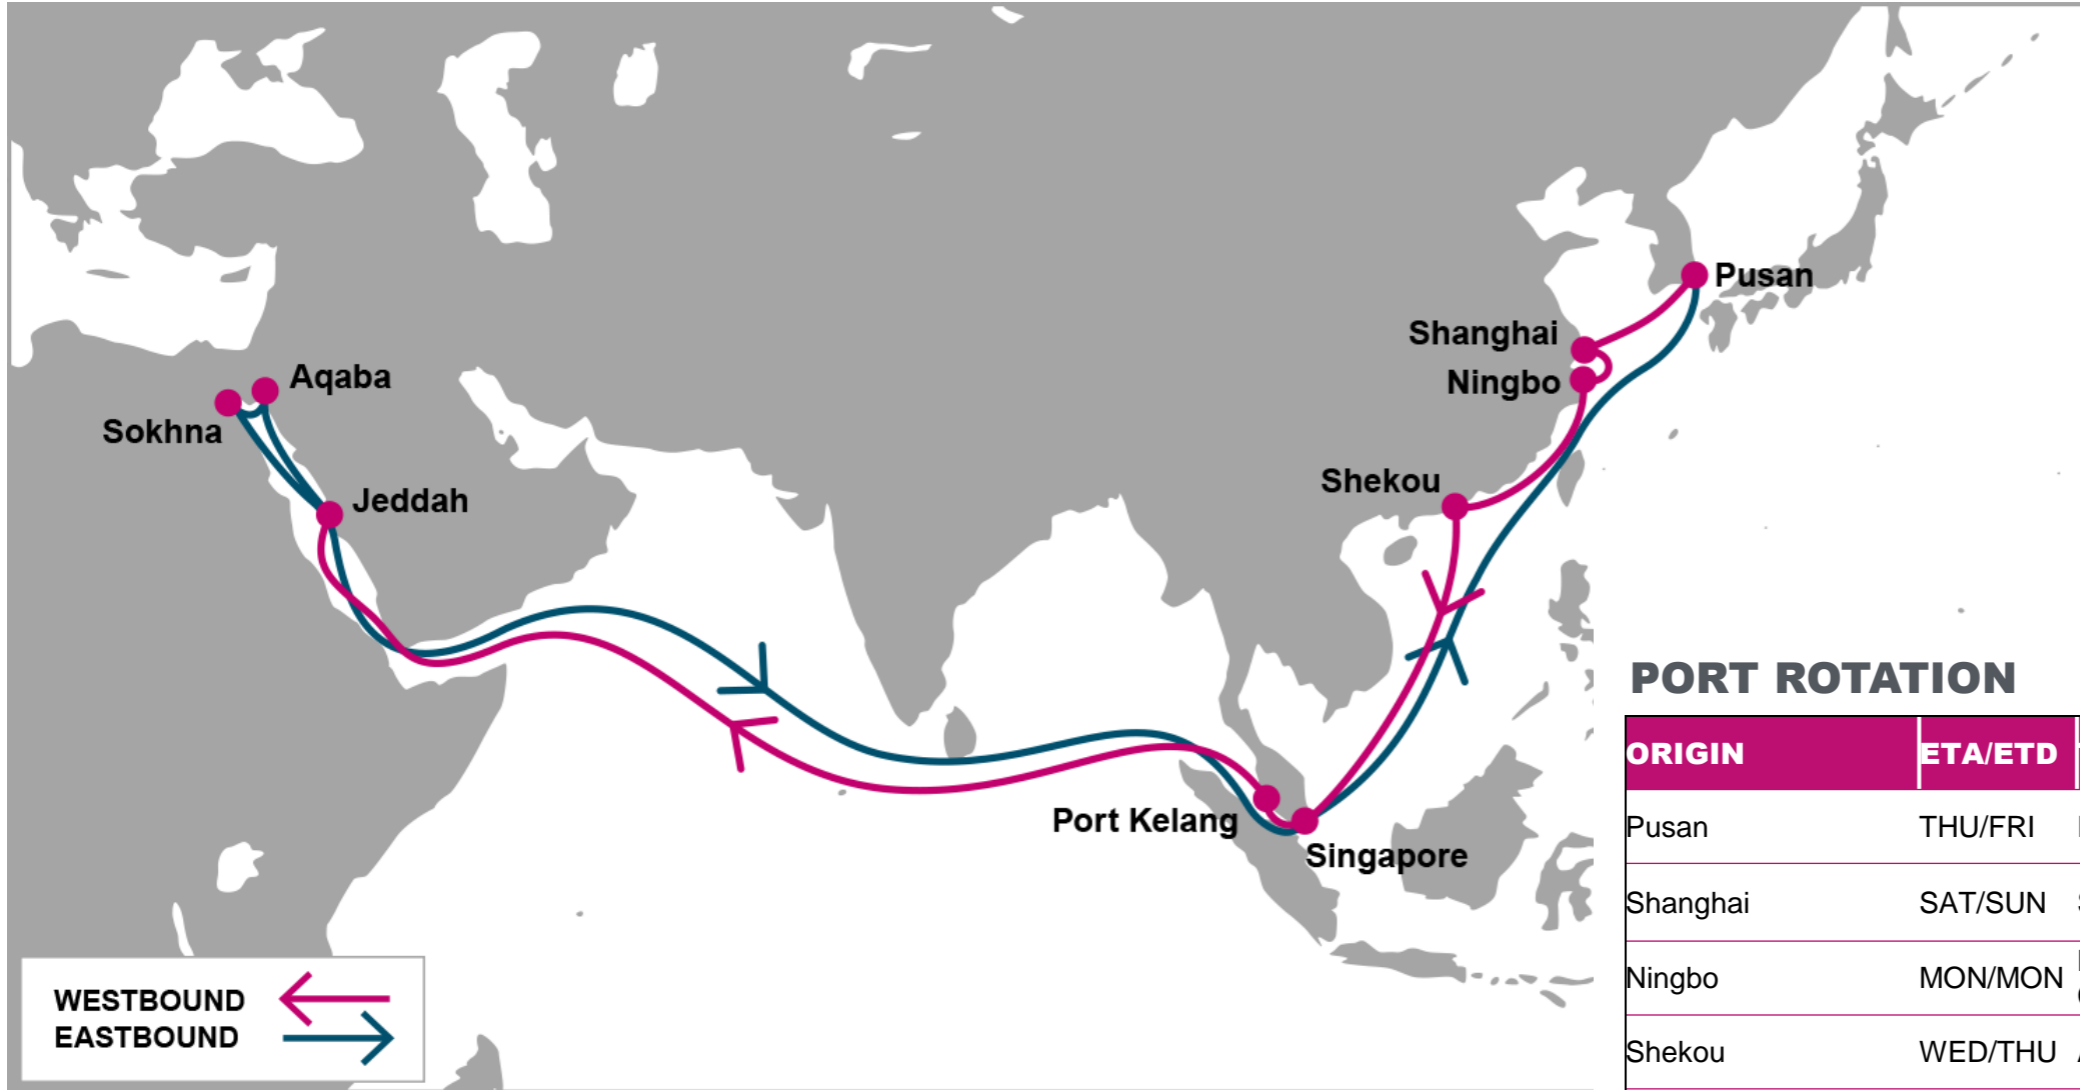 Pusan
Shanghai
Ningbo
Aqaba
Sokhna
Shekou
Jeddah
Port Kelang
Singapore
WESTBOUND
EASTBOUND
PORT ROTATION
ORIGIN ETA/ETD
Pusan THU/FRI
Shanghai SAT/SUN
Ningbo MON/MON
Shekou WED/THU